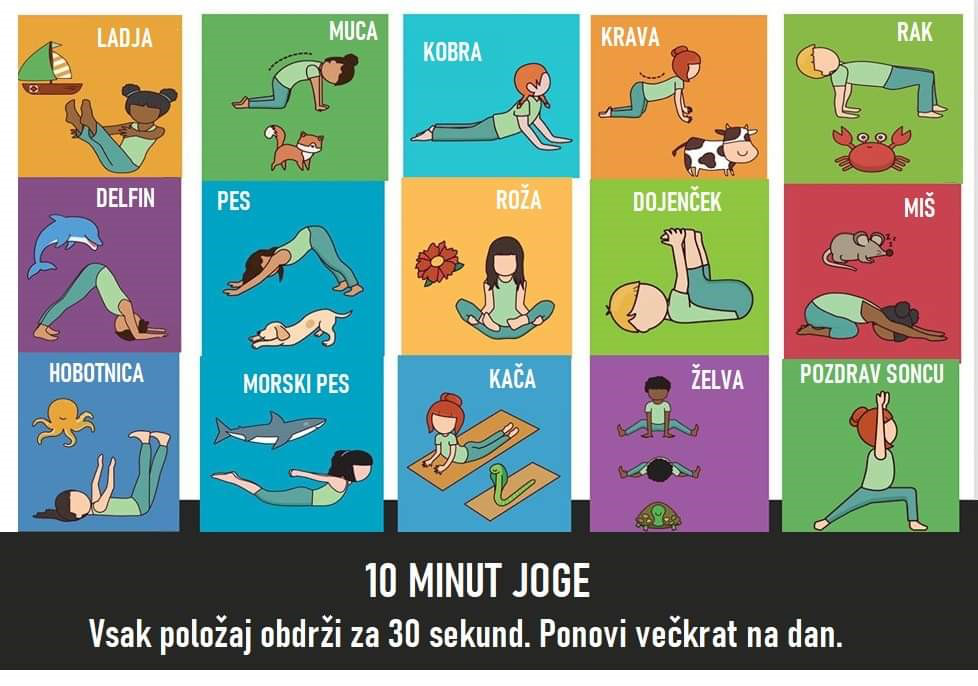 LADJA
MUCA
KOBRA
KRAVA
RAK
DELFIN
PES
ROŽA
DOJENČEK
MIŠ
HOBOTNICA
MORSKI PES
KAČA
ŽELVA
POZDRAV SONCU
10 MINUT JOGE
Vsak položaj obdrži za 30 sekund. Ponovi večkrat na dan.